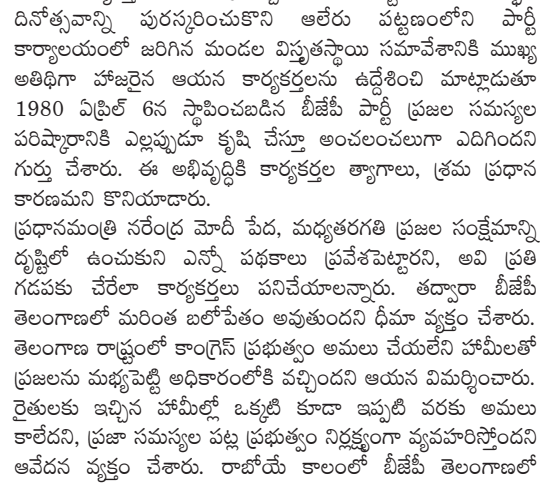 దినోత్సవాన్ని పురస్కరించుకొని ఆలేరు పట్టణంలోని పార్టీ
కార్యాలయంలో జరిగిన మండల విస్తృతస్థాయి సమావేశానికి ముఖ్య
అతిథిగా హాజరైన ఆయన కార్యకర్తలను ఉద్దేశించి మాట్లాడుతూ
1980 ఏప్రిల్ 6న స్థాపించబడిన బీజేపీ పార్టీ ప్రజల సమస్యల
పరిష్కారానికి ఎల్లప్పుడూ కృషి చేస్తూ అంచలంచలుగా ఎదిగిందని
గుర్తు చేశారు. ఈ అభివృద్ధికి కార్యకర్తల త్యాగాలు, శ్రమ ప్రధాన
కారణమని కొనియాడారు.
ప్రధానమంత్రి నరేంద్ర మోదీ పేద, మధ్యతరగతి ప్రజల సంక్షేమాన్ని
దృష్టిలో ఉంచుకుని ఎన్నో పథకాలు ప్రవేశపెట్టారని, అవి ప్రతి
గడపకు చేరేలా కార్యకర్తలు పనిచేయాలన్నారు. తద్వారా బీజేపీ
తెలంగాణలో మరింత బలోపేతం అవుతుందని ధీమా వ్యక్తం చేశారు.
తెలంగాణ రాష్ట్రంలో కాంగ్రెస్ ప్రభుత్వం అమలు చేయలేని హామీలతో
ప్రజలను మభ్యపెట్టి అధికారంలోకి వచ్చిందని ఆయన విమర్శించారు.
రైతులకు ఇచ్చిన హామీల్లో ఒక్కటి కూడా ఇప్పటి వరకు అమలు
కాలేదని, ప్రజా సమస్యల పట్ల ప్రభుత్వం నిర్లక్ష్యంగా వ్యవహరిస్తోందని
ఆవేదన వ్యక్తం చేశారు. రాబోయే కాలంలో బీజేపీ తెలంగాణలో